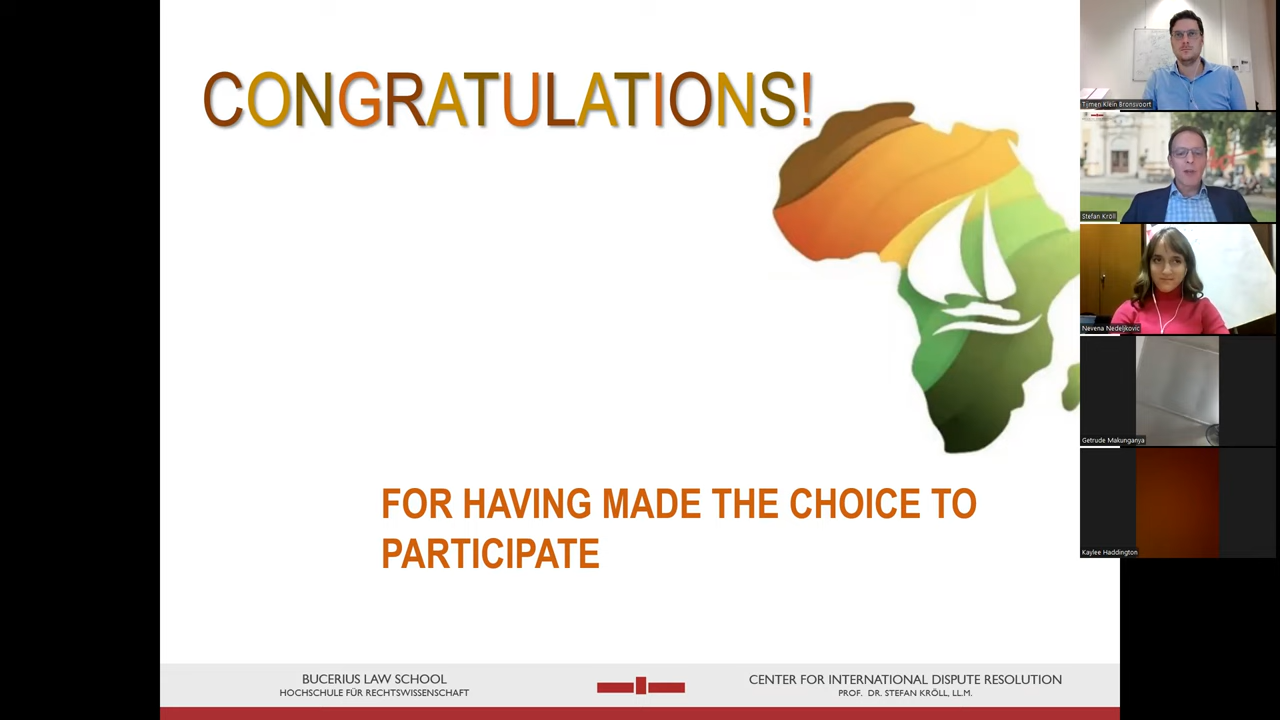 CONGRATULATIONS!
FOR HAVING MADE THE CHOICE TO
PARTICIPATE
BUCERIUS LAW SCHOOL
HOCHSCHULE FÜR RECHTSWISSENSCHAFT
CENTER FOR INTERNATIONAL DISPUTE RESOLUTION
PROF. DR. STEFAN KRÖLL, LL.M.
Tijmen Klein Bronsvoort
Stefan Kröll
Nevena Nedeljkovic
Getrude Makunganya
Kaylee Haddington